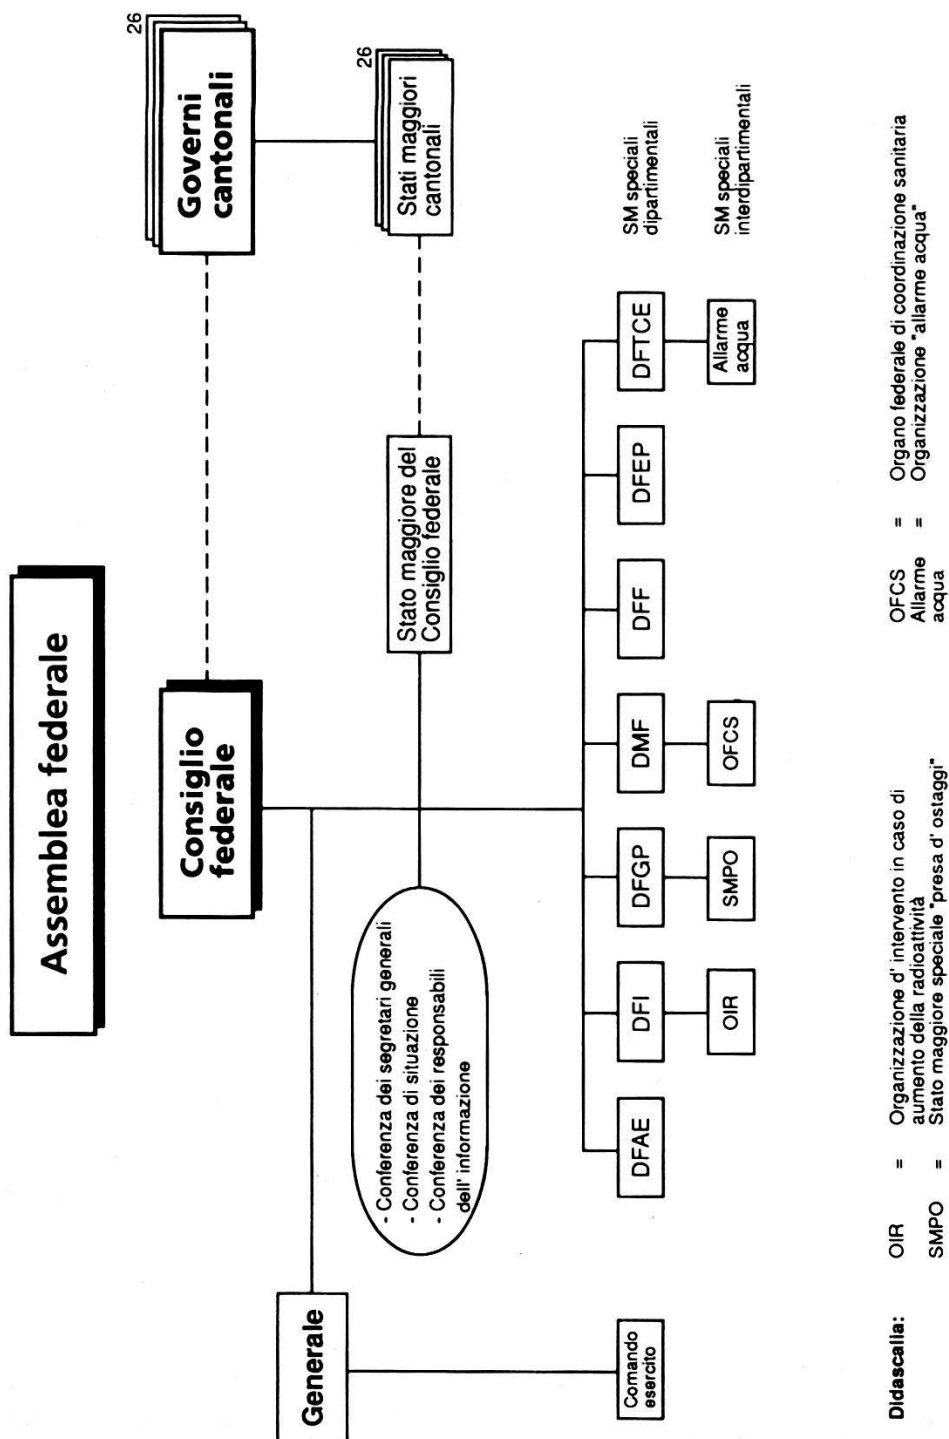 Assemblea federale
Consiglio
federale
26
Governi
cantonali
Generale
- Conferenza dei segretari generali
- Conferenza di situazione
- Conferenza dei responsabili
dell' informazione
Stato maggiore del
Consiglio federale
26
Stati maggiori
cantonali
Comando
esercito
DFAE
DFI
DFGP
DMF
DFF
DFEP
DFTCE
SM speciali
dipartimentali
OIR
SMPO
OFCS
Allarme
acqua
SM speciali
interdipartimentali
Didascalia:
OIR = Organizzazione d' intervento in caso di
aumento della radioattività
SMPO = Stato maggiore speciale "presa d' ostaggi"
OFCS = Organo federale di coordinazione sanitaria
Allarme = Organizzazione "allarme acqua"
acqua